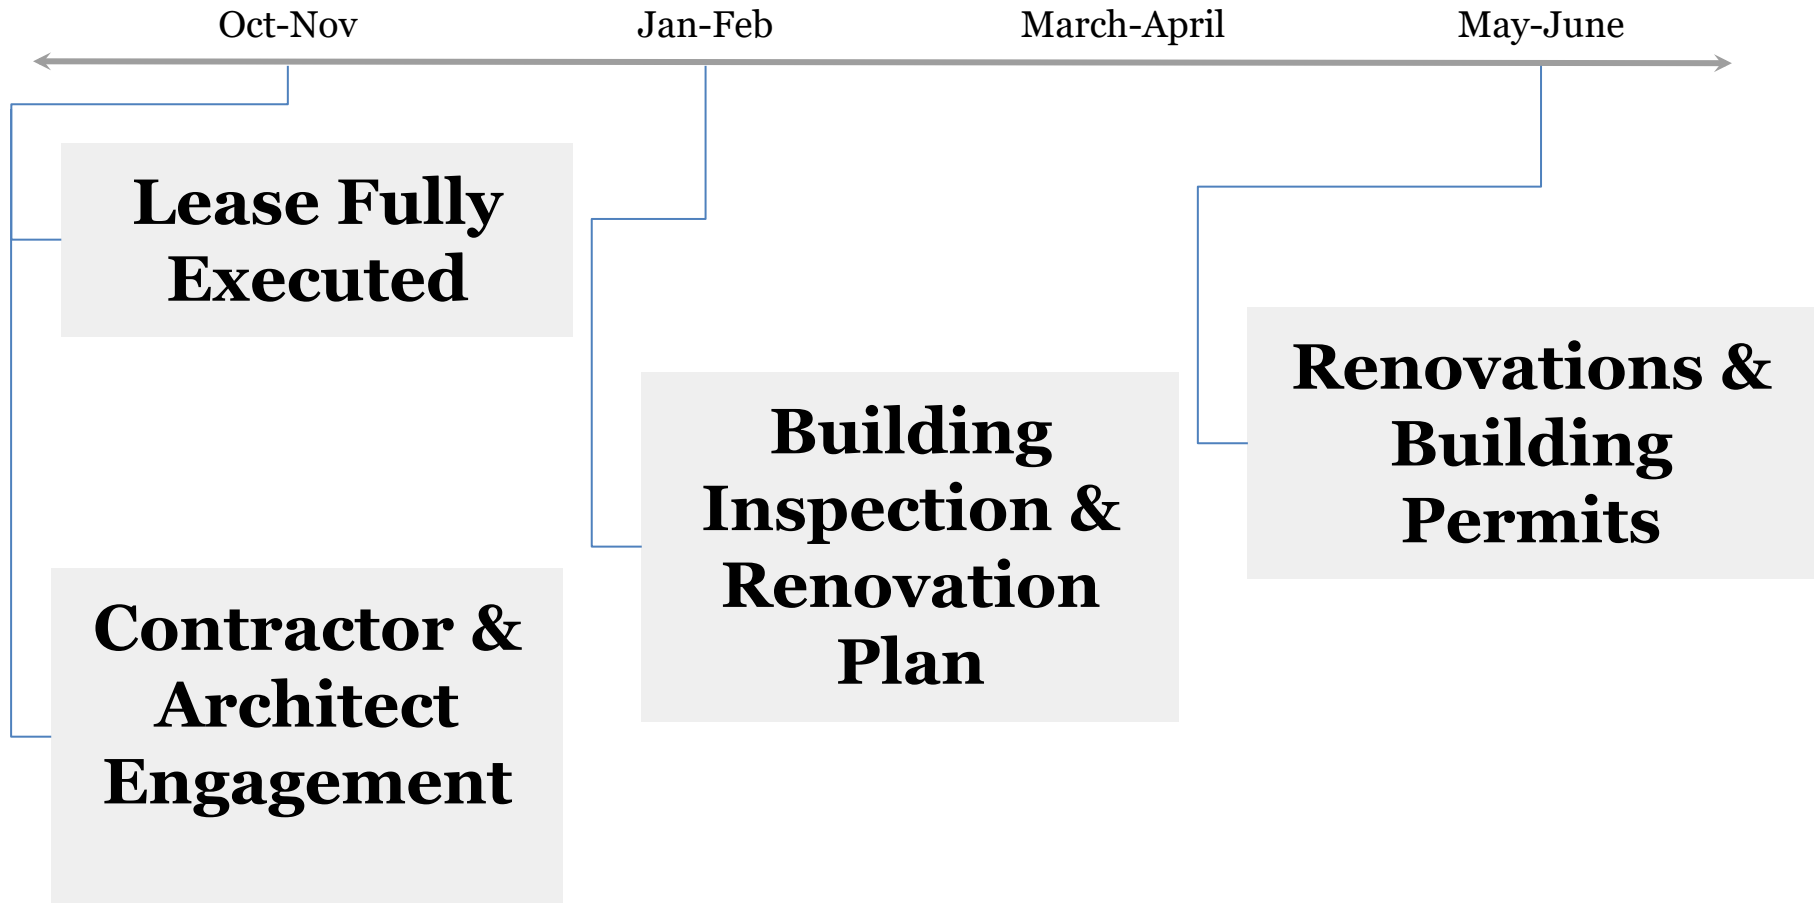 Oct-Nov
Jan-Feb
March-April
May-June
Lease Fully
Executed
Contractor &
Architect
Engagement
Building
Inspection &
Renovation
Plan
Renovations &
Building
Permits